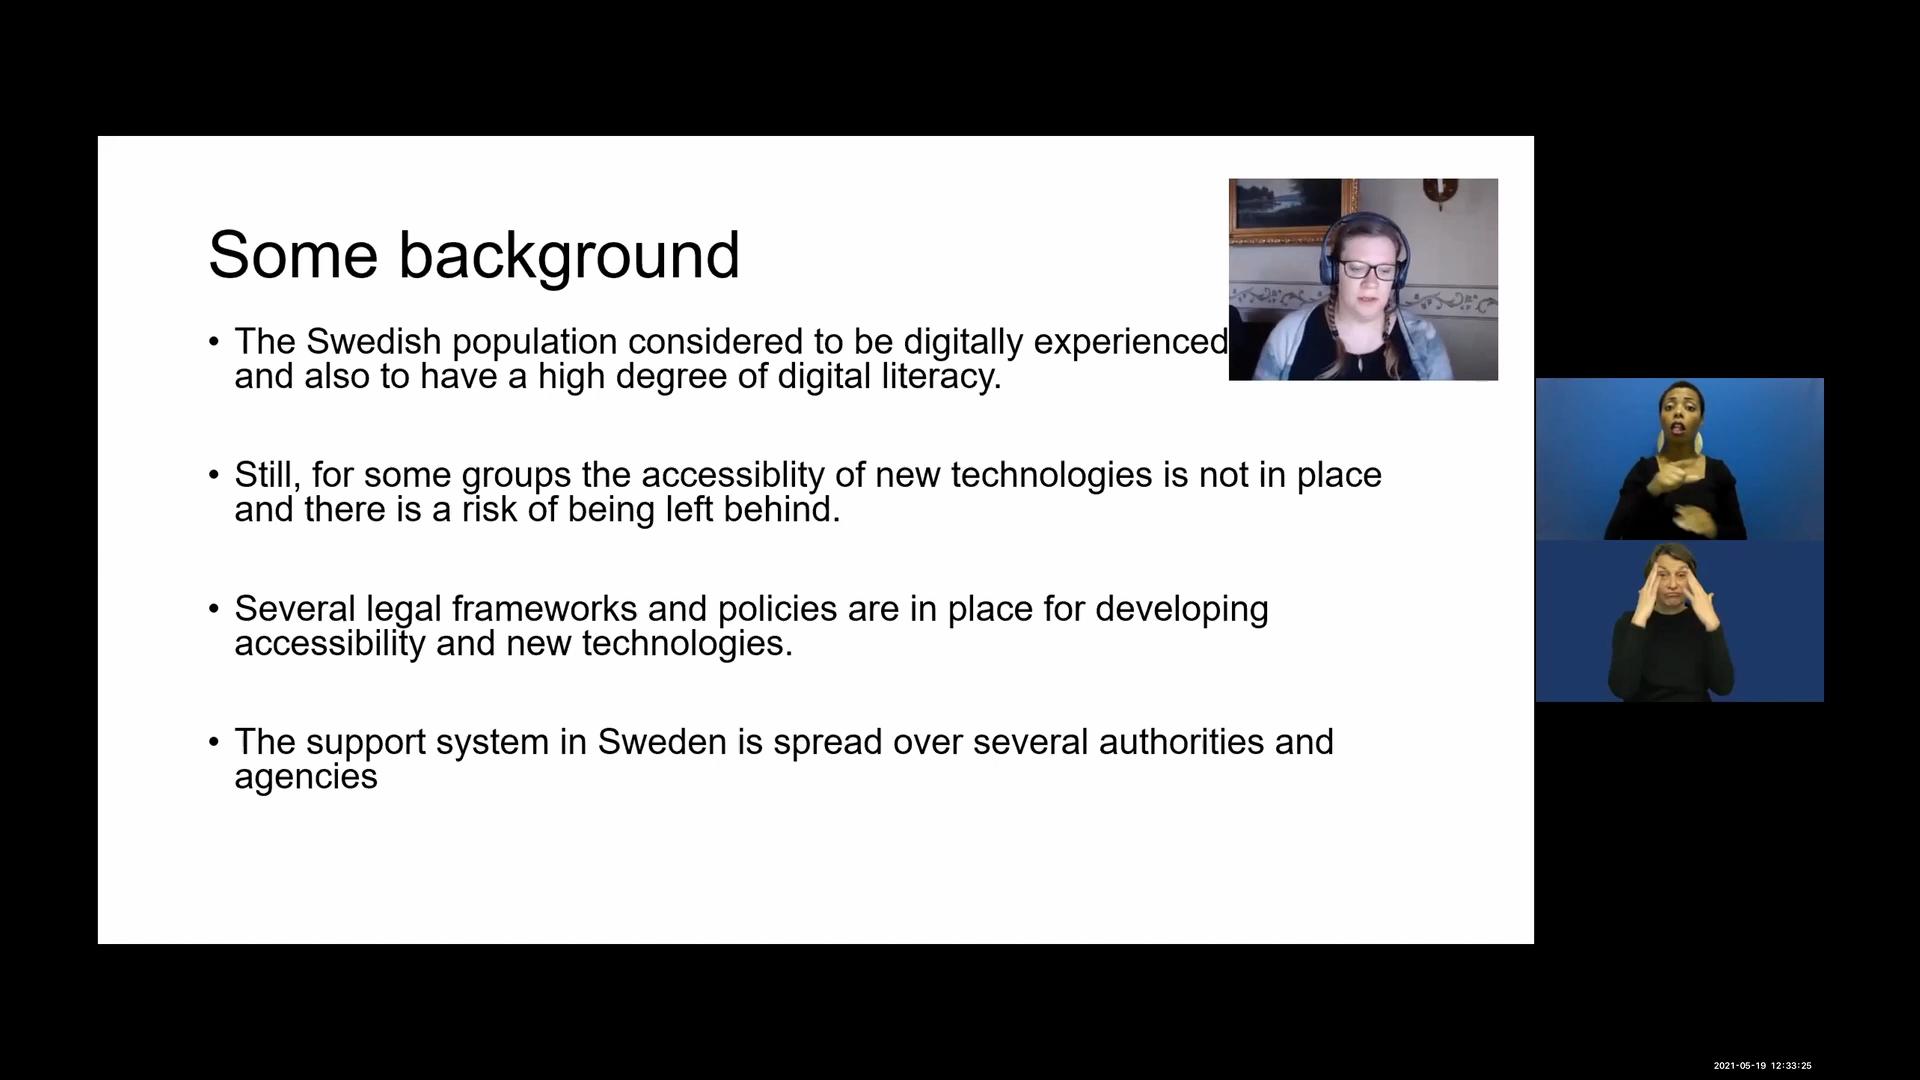 Some background
• The Swedish population considered to be digitally experienced
and also to have a high degree of digital literacy.
• Still, for some groups the accessiblity of new technologies is not in place
and there is a risk of being left behind.
• Several legal frameworks and policies are in place for developing
accessibility and new technologies.
• The support system in Sweden is spread over several authorities and
agencies
2021-05-19 12:33:25